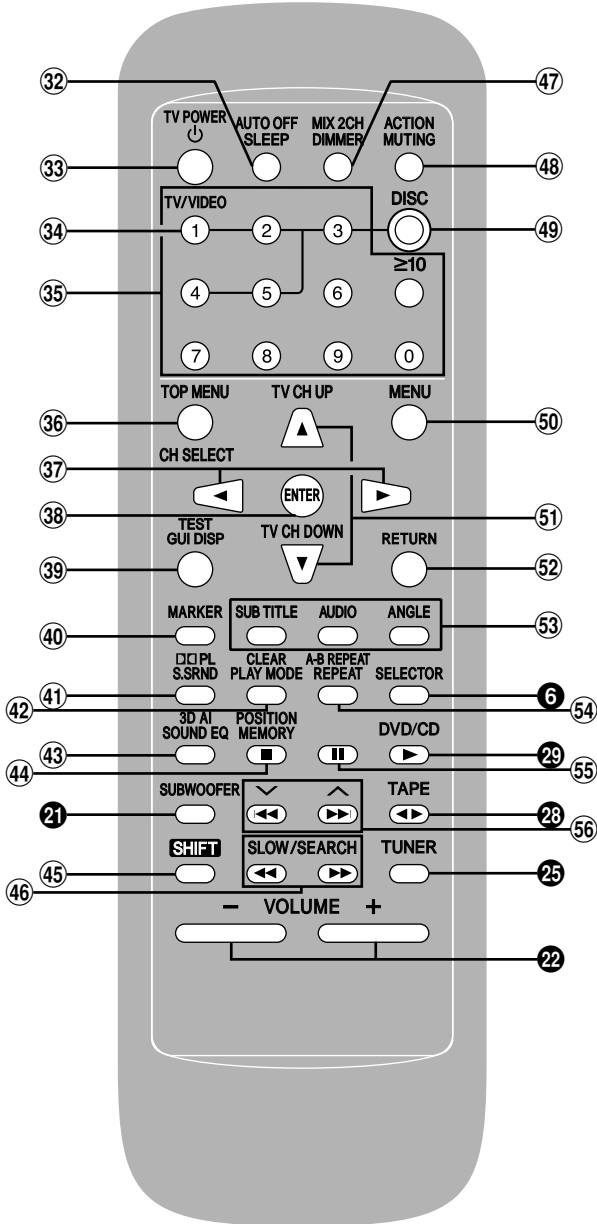 32 47
TV POWER AUTO OFF MIX 2CH ACTION
SLEEP DIMMER MUTING
33 48
TV/VIDEO DISC
34 1 2 3 49
≥10
35 4 5 6
7 8 9 0
TOP MENU TV CH UP MENU
36 50
CH SELECT
37
38 ENTER 51
TEST TV CH DOWN
GUI DISP RETURN
39 52
MARKER SUB TITLE AUDIO ANGLE
40 53
PL CLEAR A-B REPEAT
S.SRND PLAY MODE REPEAT SELECTOR
41 6
42 54
3D AI POSITION
SOUND EQ MEMORY DVD/CD
43 29
44 55
SUBWOOFER TAPE
21 28
56
SHIFT SLOW/SEARCH TUNER
45 25
46
− VOLUME +
22